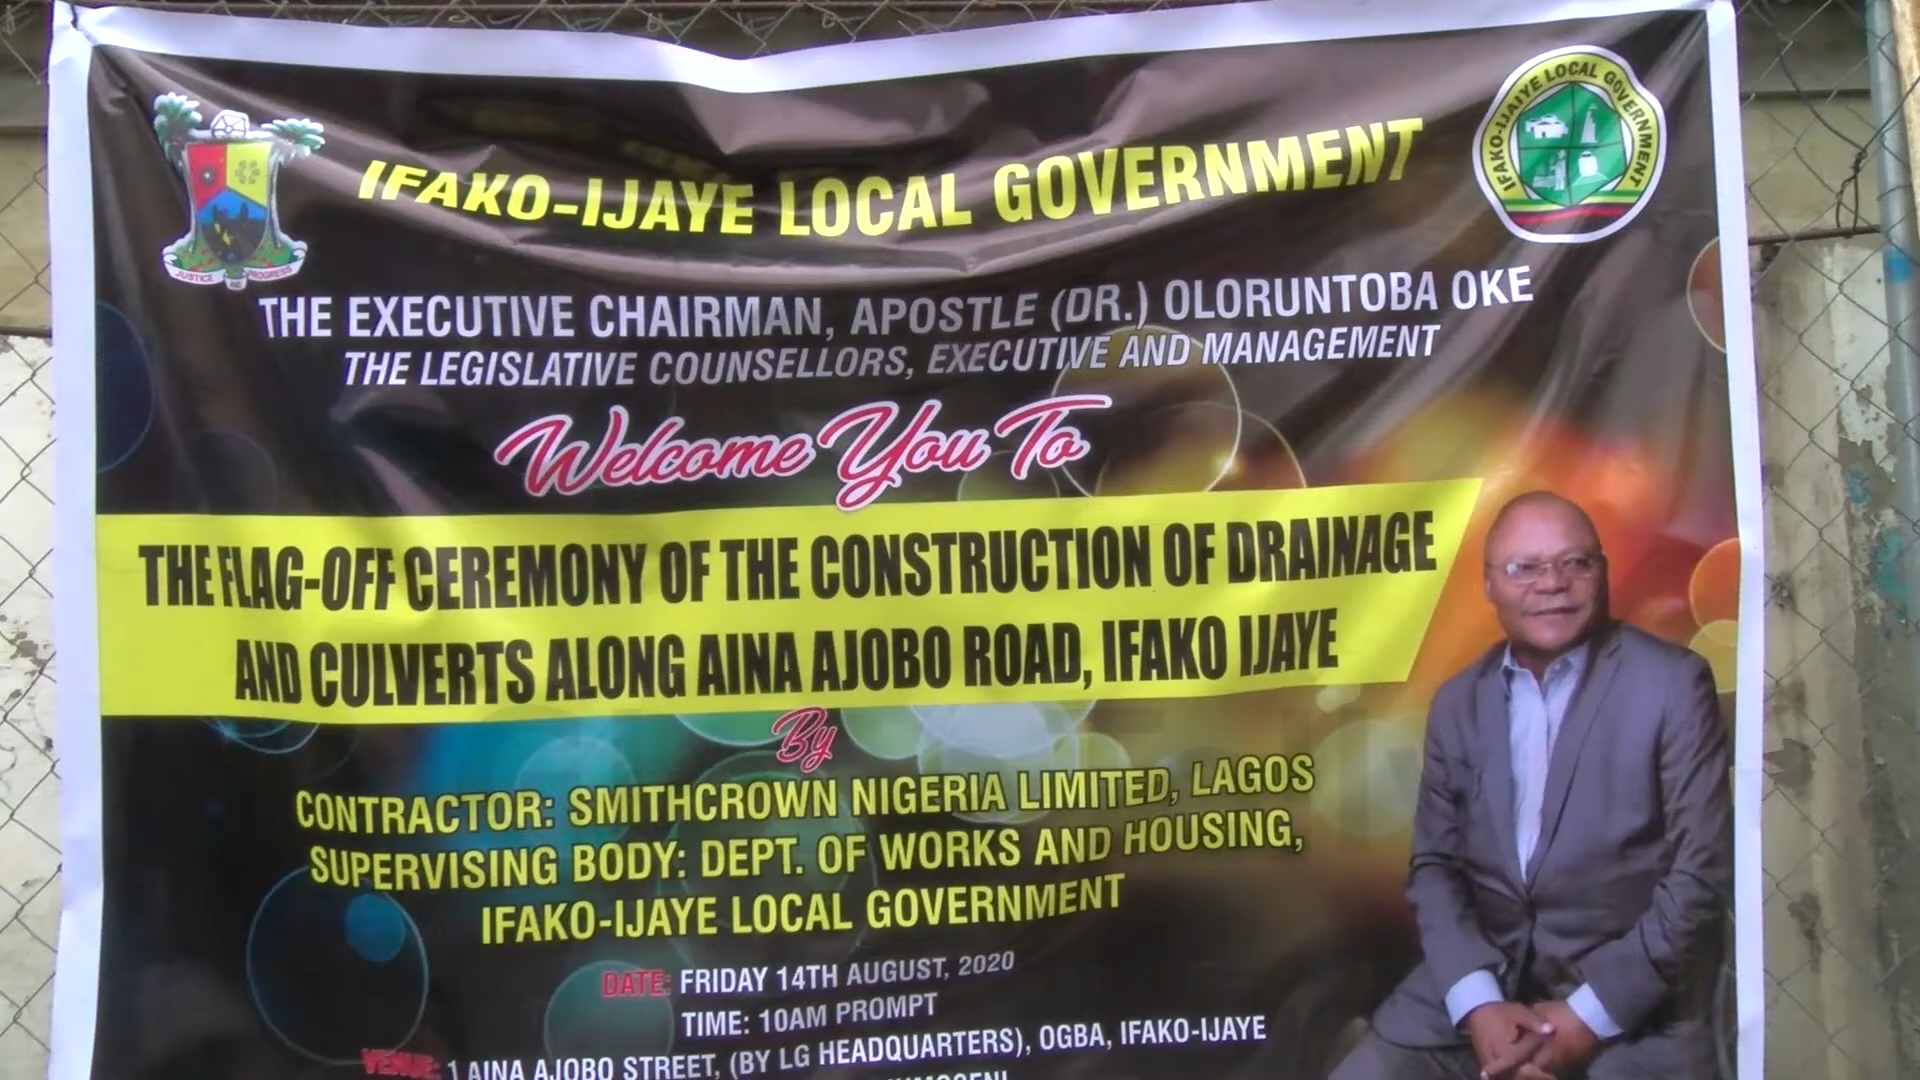 IFAKO-IJAIYE LOCAL GOVERNMENT
JUSTICE AND PROGRESS
IFAKO-IJAYE LOCAL GOVERNMENT
THE EXECUTIVE CHAIRMAN, APOSTLE (DR.) OLORUNTOBA OKE
THE LEGISLATIVE COUNSELLORS, EXECUTIVE AND MANAGEMENT
Welcome You To
THE FLAG-OFF CEREMONY OF THE CONSTRUCTION OF DRAINAGE
AND CULVERTS ALONG AINA AJOBO ROAD, IFAKO IJAYE
By
CONTRACTOR: SMITHCROWN NIGERIA LIMITED, LAGOS
SUPERVISING BODY: DEPT. OF WORKS AND HOUSING,
IFAKO-IJAYE LOCAL GOVERNMENT
DATE: FRIDAY 14TH AUGUST, 2020
TIME: 10AM PROMPT
VENUE: 1 AINA AJOBO STREET, (BY LG HEADQUARTERS), OGBA, IFAKO-IJAYE